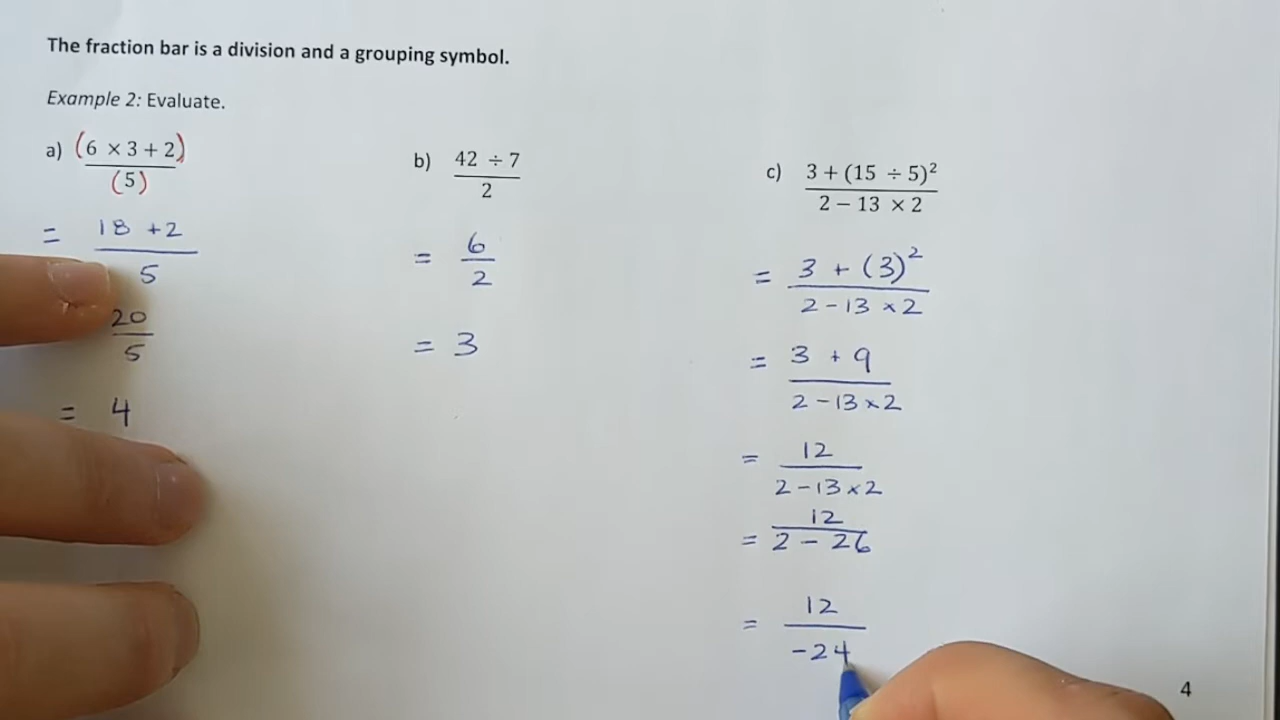 The fraction bar is a division and a grouping symbol.
Example 2: Evaluate.
a) (6 × 3 + 2)
(5)
= 18 + 2
5
20
5
= 4
b) 42 ÷ 7
2
= 6
2
= 3
c) 3 + (15 ÷ 5)²
2 − 13 × 2
= 3 + (3)²
2 − 13 × 2
= 3 + 9
2 − 13 × 2
= 12
2 − 13 × 2
= 12
2 − 26
= 12
−24
4